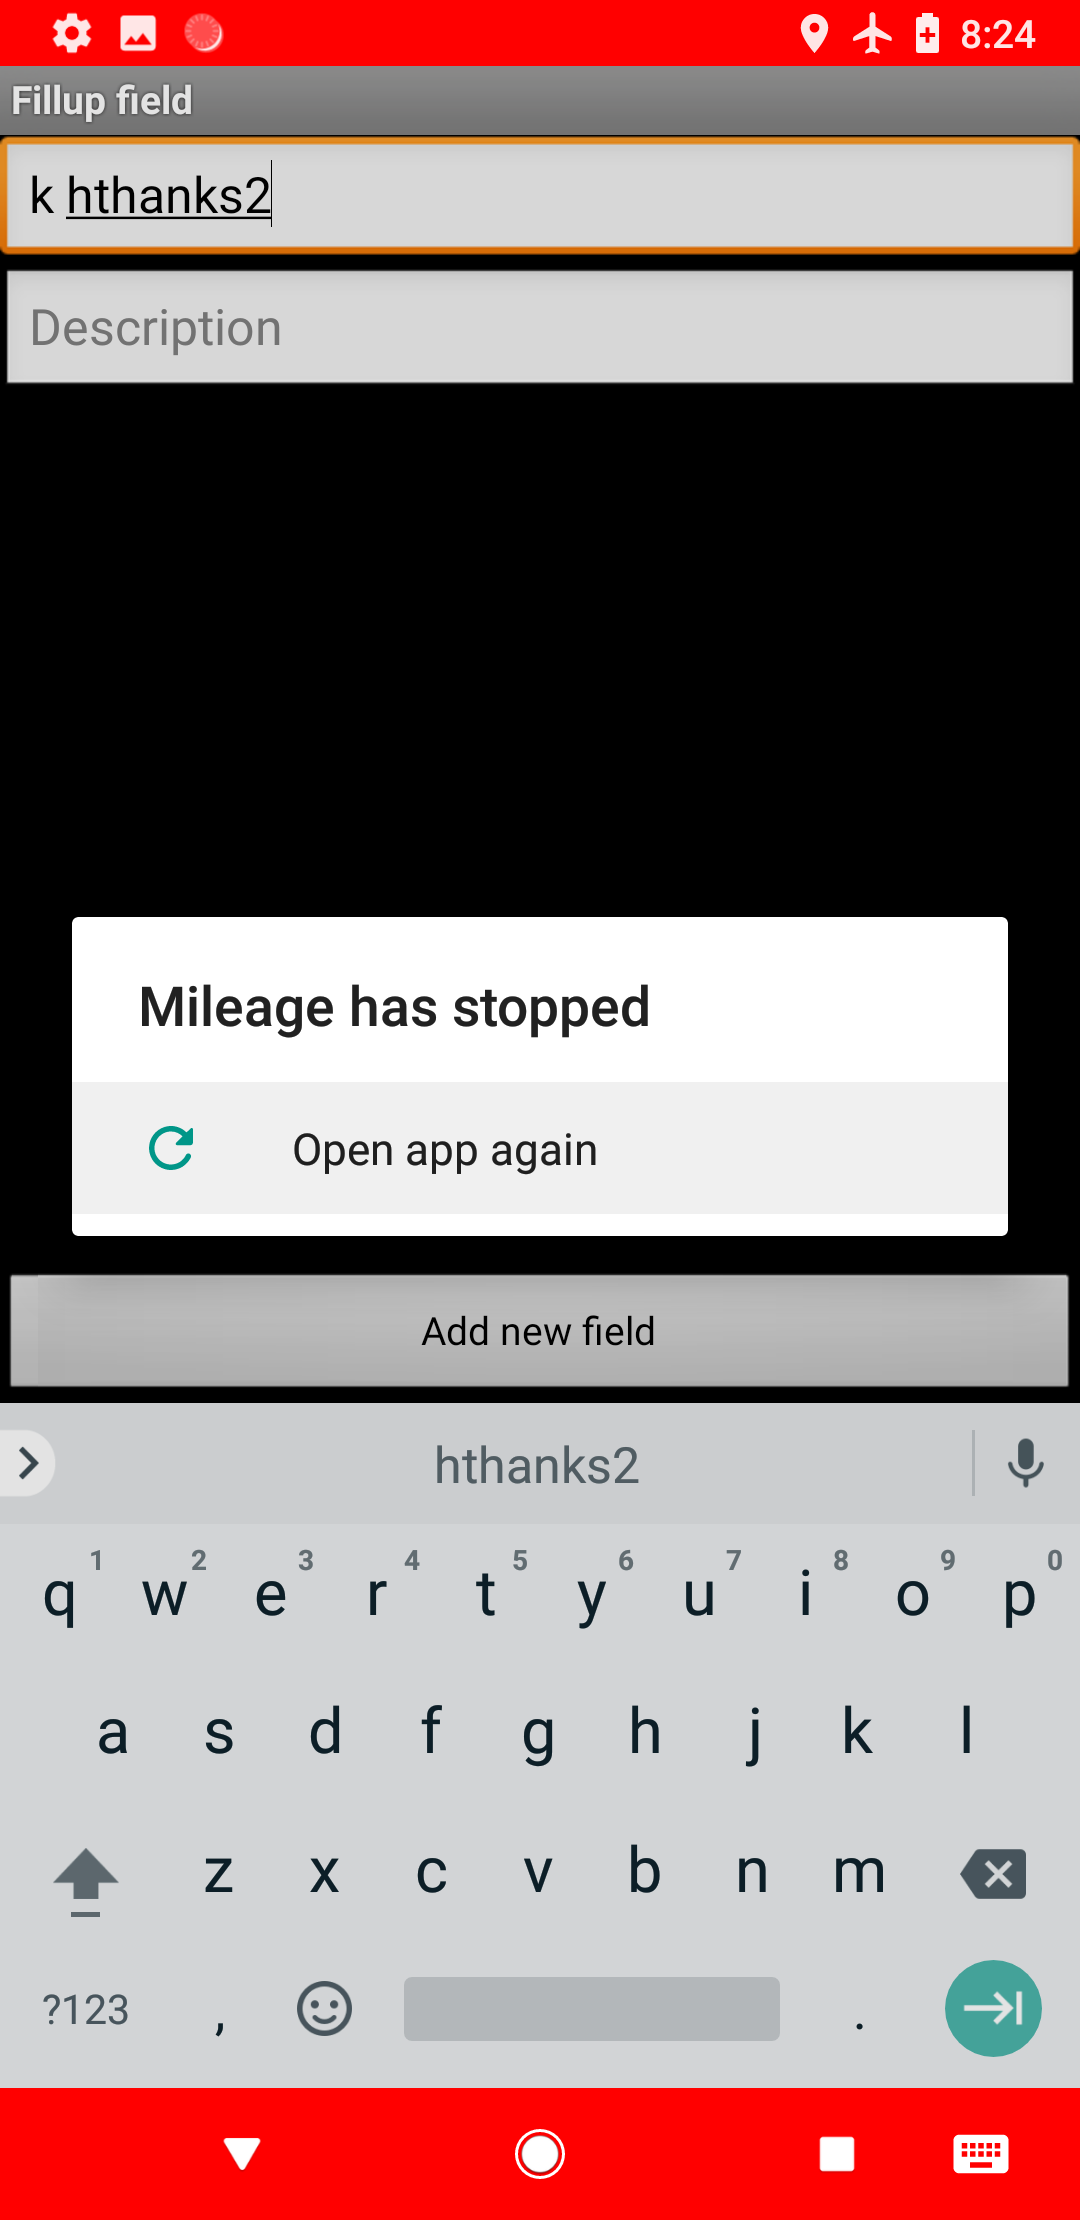 8:24
Fillup field
k hthanks2
Description
Mileage has stopped
Open app again
Add new field
hthanks2
1 2 3 4 5 6 7 8 9 0
q w e r t y u i o p
a s d f g h j k l
z x c v b n m
?123 , .